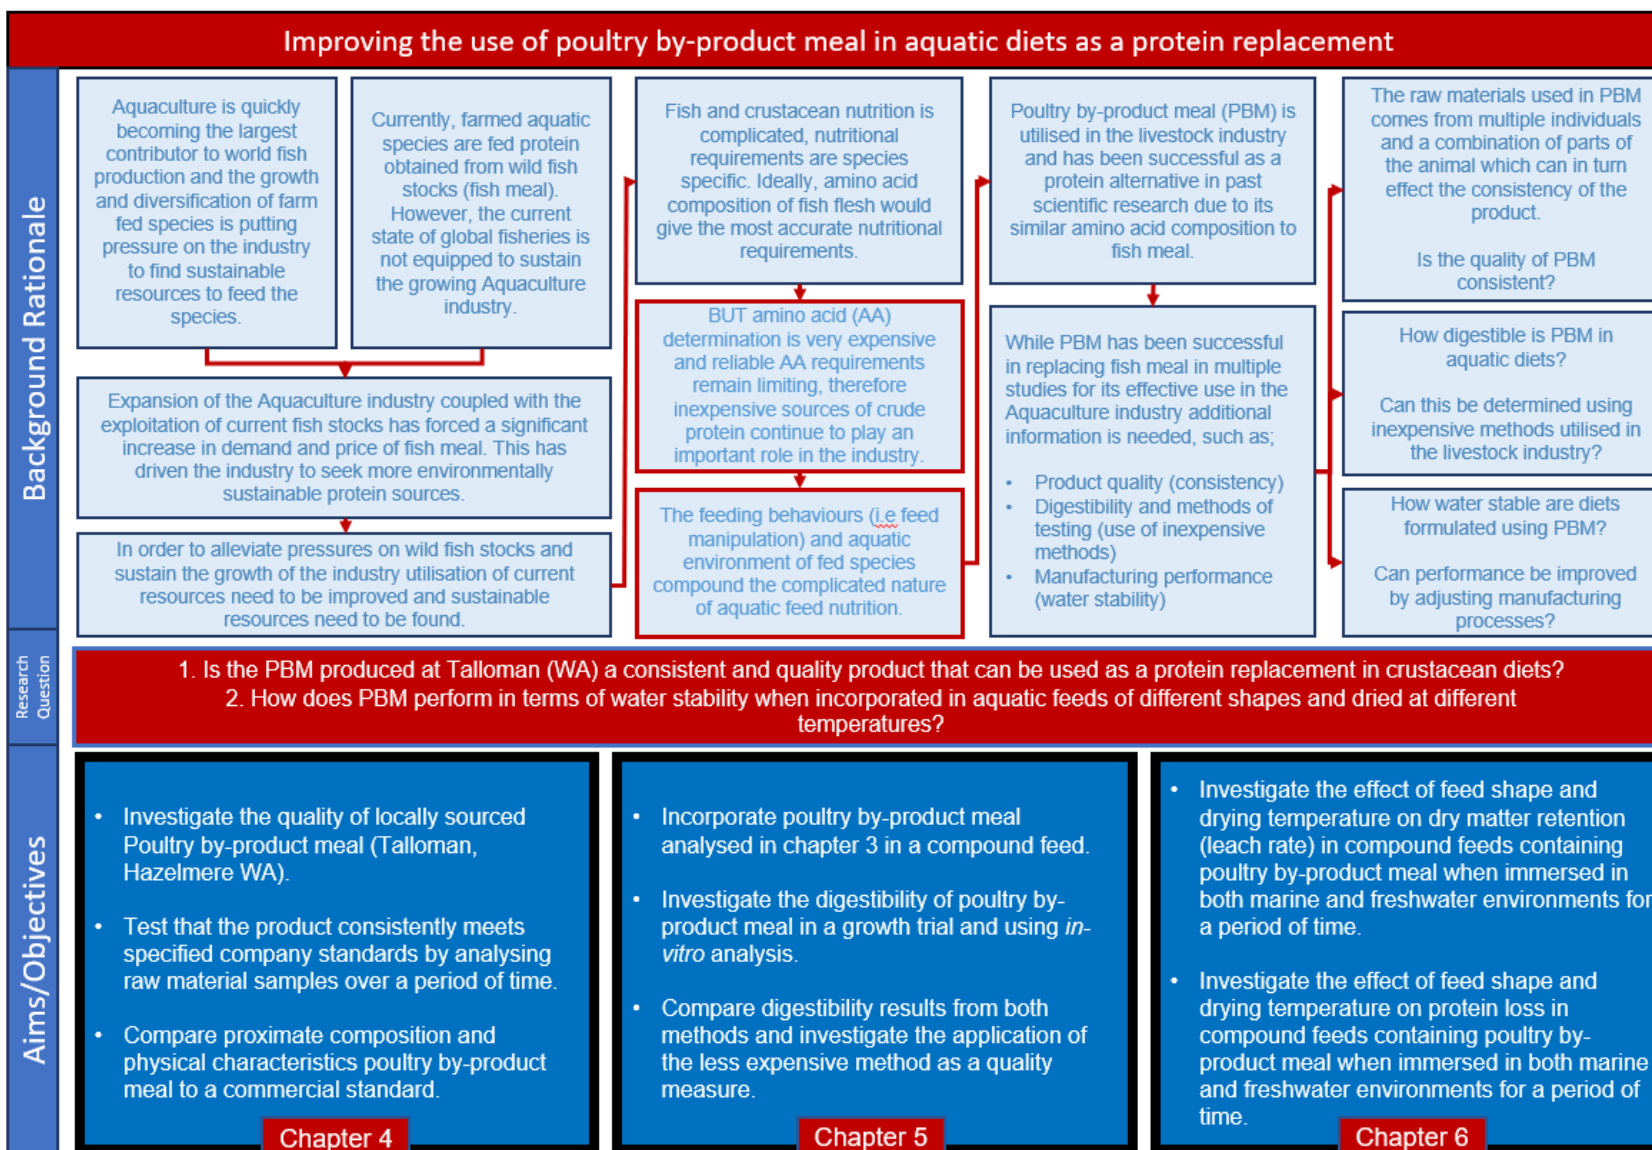 Improving the use of poultry by-product meal in aquatic diets as a protein replacement
Background Rationale
Aquaculture is quickly
becoming the largest
contributor to world fish
production and the growth
and diversification of farm
fed species is putting
pressure on the industry
to find sustainable
resources to feed the
species.
Currently, farmed aquatic
species are fed protein
obtained from wild fish
stocks (fish meal).
However, the current
state of global fisheries is
not equipped to sustain
the growing Aquaculture
industry.
Expansion of the Aquaculture industry coupled with the
exploitation of current fish stocks has forced a significant
increase in demand and price of fish meal. This has
driven the industry to seek more environmentally
sustainable protein sources.
In order to alleviate pressures on wild fish stocks and
sustain the growth of the industry utilisation of current
resources need to be improved and sustainable
resources need to be found.
Fish and crustacean nutrition is
complicated, nutritional
requirements are species
specific. Ideally, amino acid
composition of fish flesh would
give the most accurate nutritional
requirements.
BUT amino acid (AA)
determination is very expensive
and reliable AA requirements
remain limiting, therefore
inexpensive sources of crude
protein continue to play an
important role in the industry.
The feeding behaviours (i.e feed
manipulation) and aquatic
environment of fed species
compound the complicated nature
of aquatic feed nutrition.
Poultry by-product meal (PBM) is
utilised in the livestock industry
and has been successful as a
protein alternative in past
scientific research due to its
similar amino acid composition to
fish meal.
While PBM has been successful
in replacing fish meal in multiple
studies for its effective use in the
Aquaculture industry additional
information is needed, such as;
• Product quality (consistency)
• Digestibility and methods of
testing (use of inexpensive
methods)
• Manufacturing performance
(water stability)
The raw materials used in PBM
comes from multiple individuals
and a combination of parts of
the animal which can in turn
effect the consistency of the
product.
Is the quality of PBM
consistent?
How digestible is PBM in
aquatic diets?
Can this be determined using
inexpensive methods utilised in
the livestock industry?
How water stable are diets
formulated using PBM?
Can performance be improved
by adjusting manufacturing
processes?
Research
Question
1. Is the PBM produced at Talloman (WA) a consistent and quality product that can be used as a protein replacement in crustacean diets?
2. How does PBM perform in terms of water stability when incorporated in aquatic feeds of different shapes and dried at different
temperatures?
Aims/Objectives
• Investigate the quality of locally sourced
Poultry by-product meal (Talloman,
Hazelmere WA).
• Test that the product consistently meets
specified company standards by analysing
raw material samples over a period of time.
• Compare proximate composition and
physical characteristics poultry by-product
meal to a commercial standard.
Chapter 4
• Incorporate poultry by-product meal
analysed in chapter 3 in a compound feed.
• Investigate the digestibility of poultry by-
product meal in a growth trial and using in-
vitro analysis.
• Compare digestibility results from both
methods and investigate the application of
the less expensive method as a quality
measure.
Chapter 5
• Investigate the effect of feed shape and
drying temperature on dry matter retention
(leach rate) in compound feeds containing
poultry by-product meal when immersed in
both marine and freshwater environments for
a period of time.
• Investigate the effect of feed shape and
drying temperature on protein loss in
compound feeds containing poultry by-
product meal when immersed in both marine
and freshwater environments for a period of
time.
Chapter 6